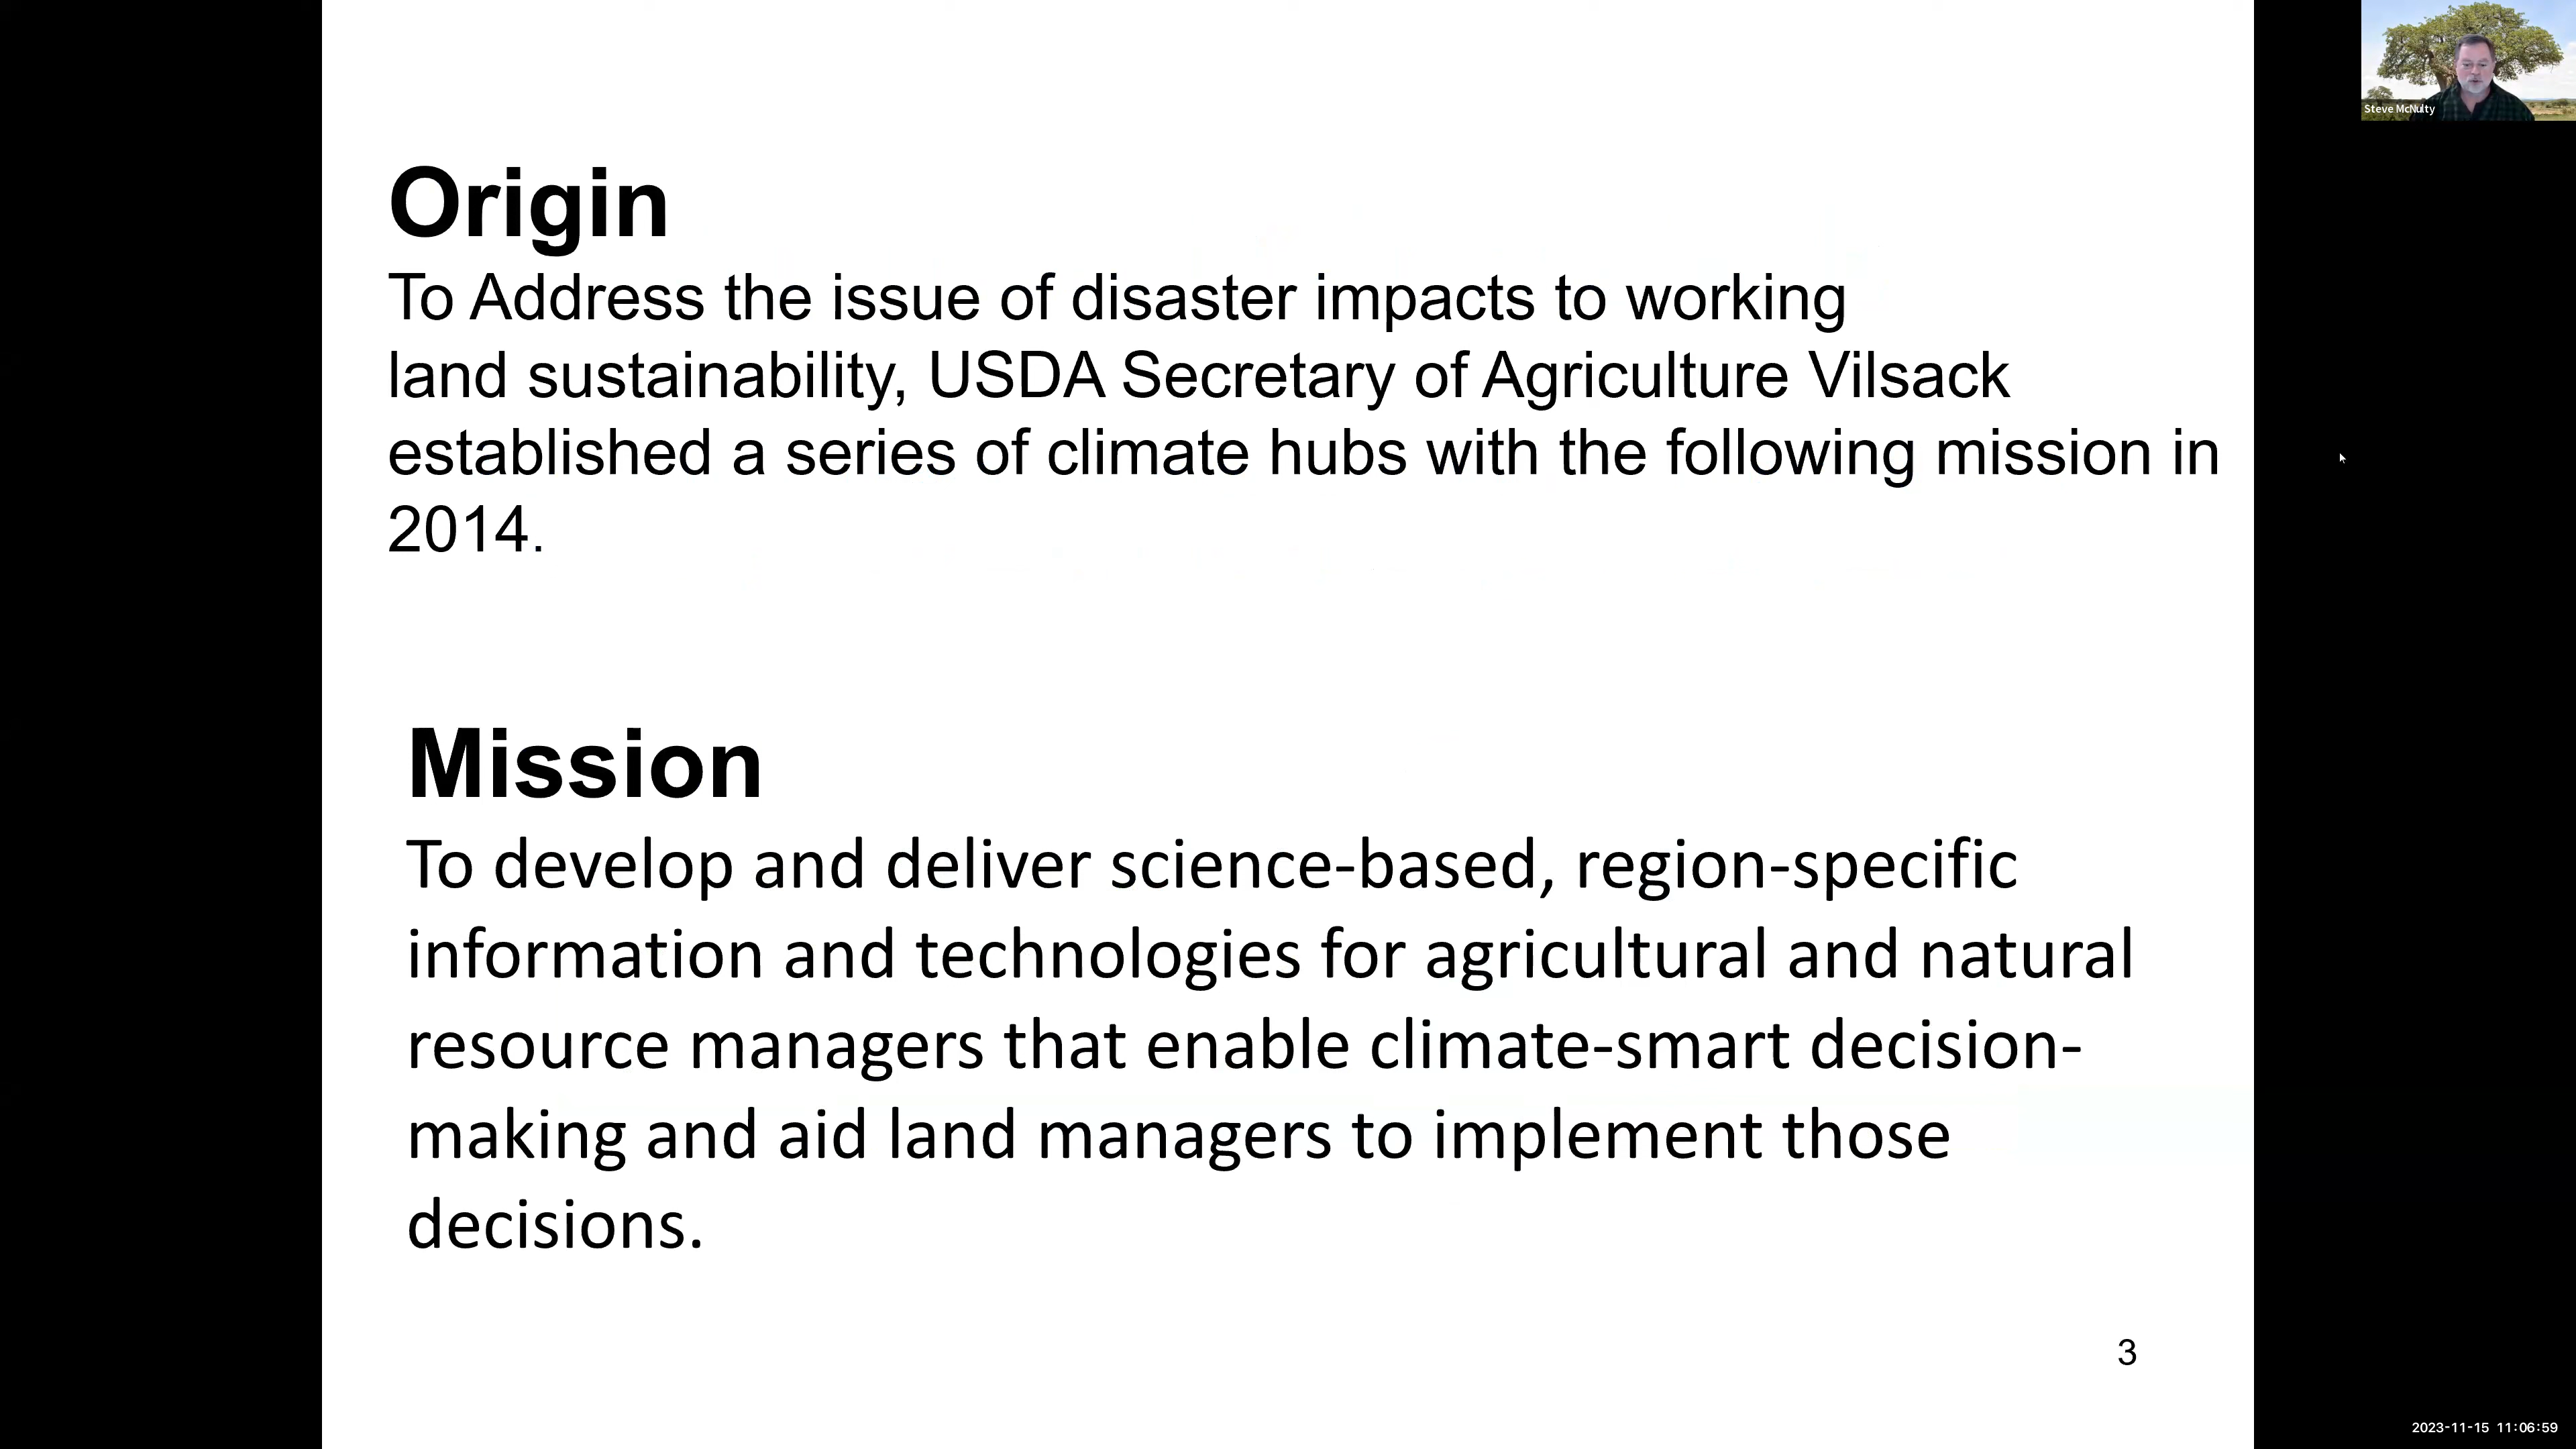 Steve McNulty
Origin
To Address the issue of disaster impacts to working
land sustainability, USDA Secretary of Agriculture Vilsack
established a series of climate hubs with the following mission in
2014.
Mission
To develop and deliver science-based, region-specific
information and technologies for agricultural and natural
resource managers that enable climate-smart decision-
making and aid land managers to implement those
decisions.
3
2023-11-15 11:06:59